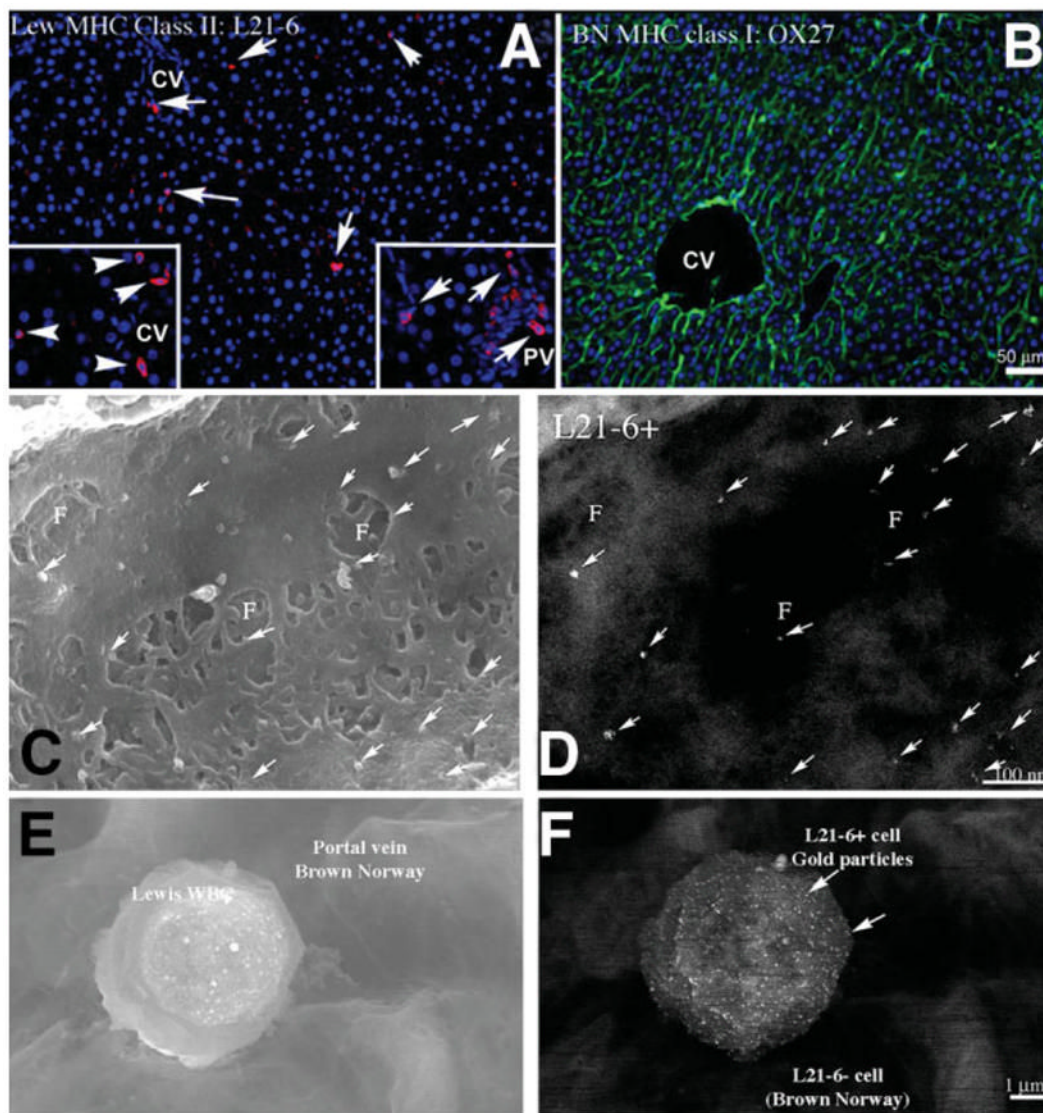 Lew MHC Class II: L21-6
A
CV
CV
PV
BN MHC class I: OX27
B
CV
50 µm
C
F
F
F
L21-6+
D
F
F
F
100 nm
E
Portal vein
Brown Norway
Lewis WBC
F
L21-6+ cell
Gold particles
L21-6- cell
(Brown Norway)
1 µm